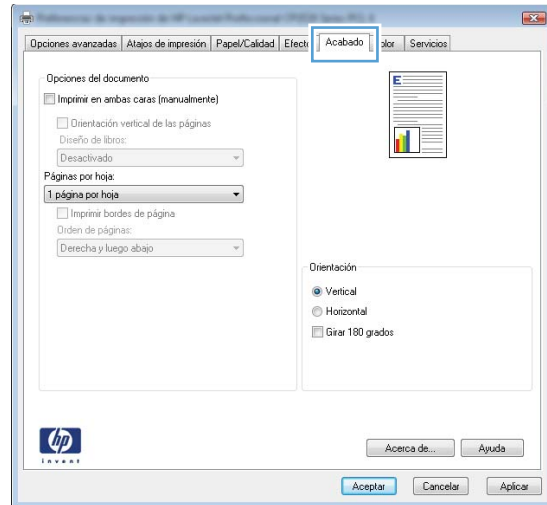 Opciones avanzadas Atajos de impresión Papel/Calidad Acabado Servicios
Opciones del documento
Imprimir en ambas caras (manualmente)
Orientación vertical de las páginas
Diseño de libros:
Desactivado
Páginas por hoja:
1 página por hoja
Imprimir bordes de página
Orden de páginas:
Derecha y luego abajo
E
Orientación
Vertical
Horizontal
Girar 180 grados
hp
invent
Acerca de... Ayuda
Aceptar Cancelar Aplicar